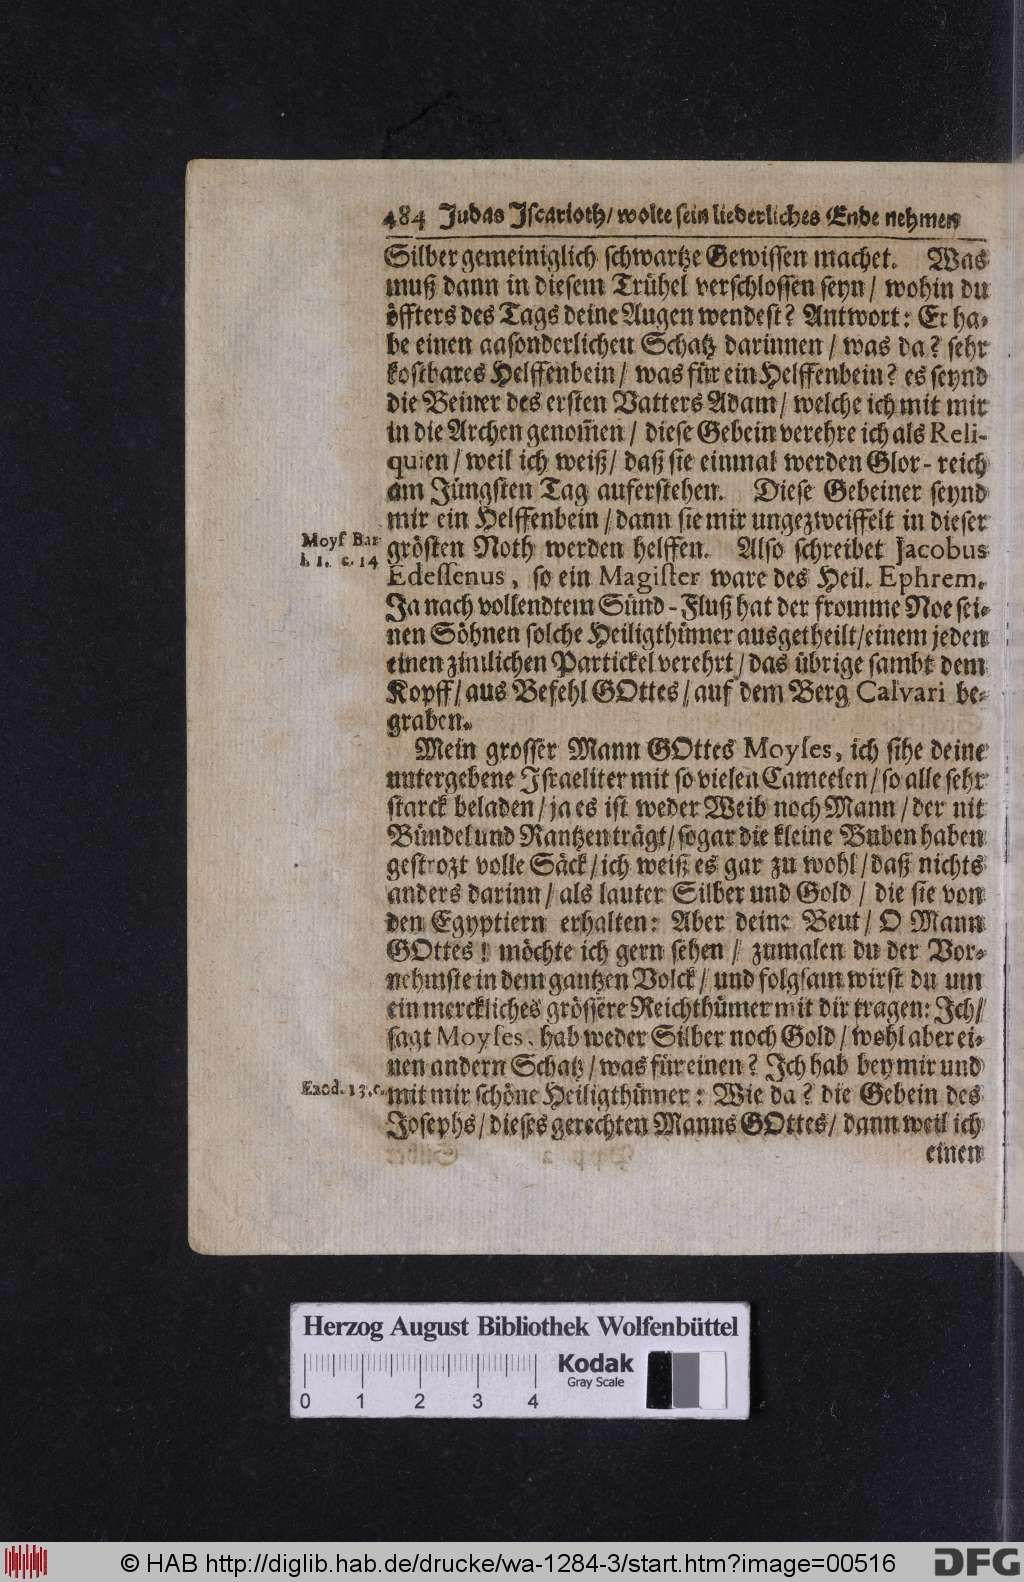 484 Judas Iscarioth/ wolte sein liederliches Ende nehmen
Silber gemeiniglich schwartze Gewissen machet. Was
muß dann in diesem Trühel verschlossen seyn/ wohin du
öffters des Tags deine Augen wendest? Antwort: Er ha-
be einen aasonderlichen Schatz darinnen/ was da? sehr
kostbares Helffenbein/ was für ein Helffenbein? es seynd
die Beiner des ersten Vatters Adam/ welche ich mit mir
in die Archen genom̅en/ diese Gebein verehre ich als Reli-
quien/ weil ich weiß/ daß sie einmal werden Glor-reich
am Jüngsten Tag auferstehen. Diese Gebeiner seynd
mir ein Helffenbein/ dann sie mir ungezweiffelt in dieser
Moyſ Bar
l. 1. c. 14
grösten Noth werden helffen. Also schreibet Jacobus
Edessenus, so ein Magister ware des Heil. Ephrem.
Ja nach vollendtem Sünd-Fluß hat der fromme Noe sei-
nen Söhnen solche Heiligthümer ausgetheilt/ einem jeden
einen zimlichen Partickel verehrt/ das übrige sambt dem
Kopff/ aus Befehl GOttes/ auf dem Berg Calvari be-
graben.
Mein grosser Mann GOttes Moyses, ich sihe deine
untergebene Israeliter mit so vielen Cameelen/ so alle sehr
starck beladen/ ja es ist weder Weib noch Mann/ der nit
Bündel und Rantzen trägt/ sogar die kleine Buben haben
gestrozt volle Säck/ ich weiß es gar zu wohl/ daß nichts
anders darinn/ als lauter Silber und Gold/ die sie von
den Egyptiern erhalten: Aber deine Beut/ O Mann
GOttes! möchte ich gern sehen/ zumalen du der Vor-
nehmste in dem gantzen Volck/ und folgsam wirst du um
ein merckliches grössere Reichthümer mit dir tragen: Ich/
sagt Moyses, hab weder Silber noch Gold/ wohl aber ei-
nen andern Schatz/ was für einen? Ich hab bey mir und
Exod. 13. c.
mit mir schöne Heiligthümer: Wie da? die Gebein des
Josephs/ dieses gerechten Manns GOttes/ dann weil ich
einen
Herzog August Bibliothek Wolfenbüttel
0 1 2 3 4
Kodak
Gray Scale
© HAB http://diglib.hab.de/drucke/wa-1284-3/start.htm?image=00516
DFG